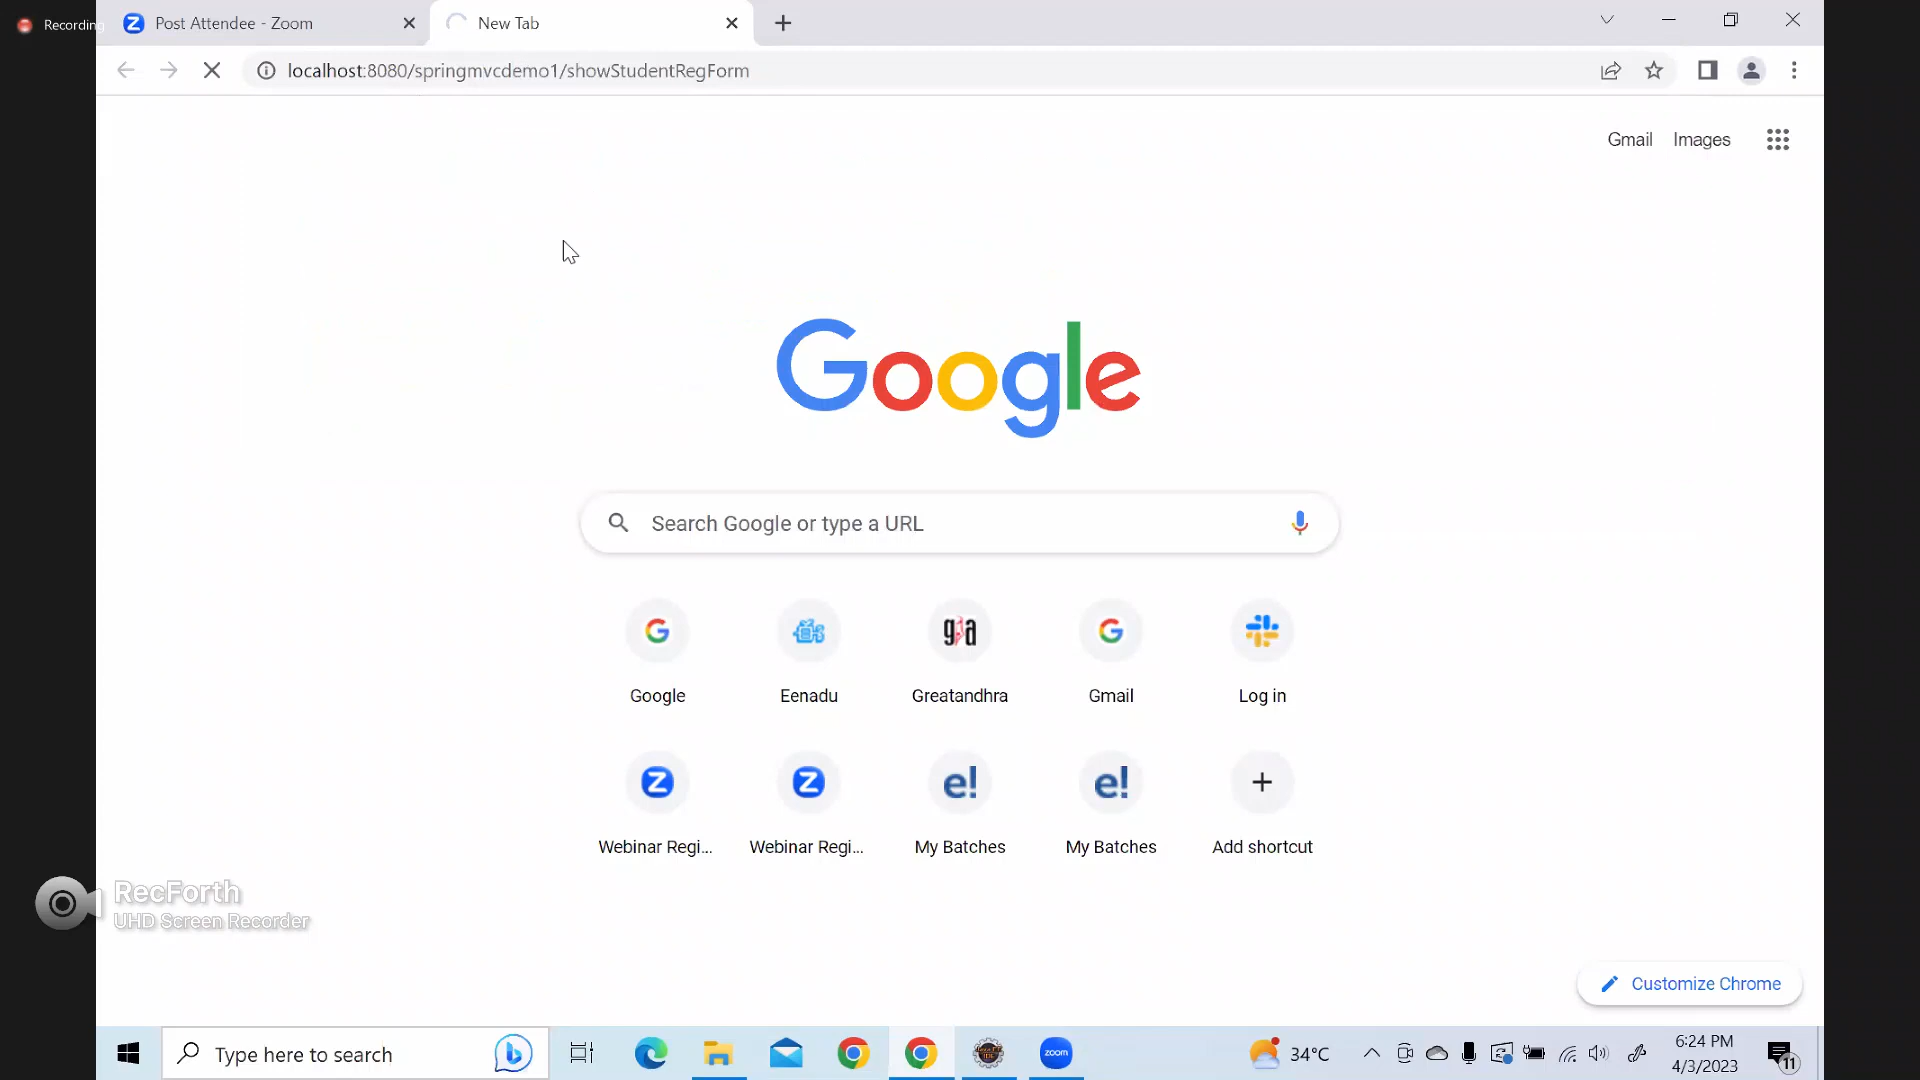 Recording
Post Attendee - Zoom
New Tab
localhost:8080/springmvcdemo1/showStudentRegForm
Gmail Images
Google
Search Google or type a URL
Google Eenadu Greatandhra Gmail Log in
Webinar Regi... Webinar Regi... My Batches My Batches Add shortcut
RecForth
UHD Screen Recorder
Customize Chrome
Type here to search
zoom
34°C
6:24 PM
4/3/2023
11